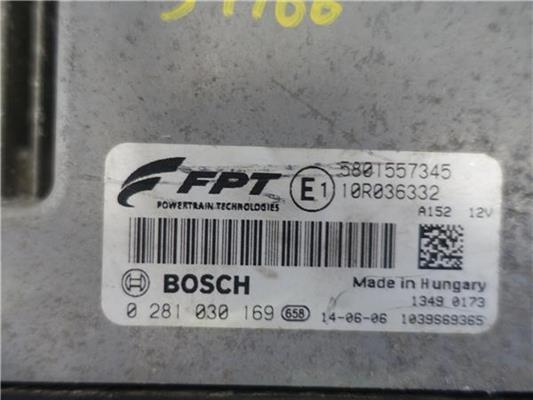 FPT
POWERTRAIN TECHNOLOGIES
E1
5801557345
10R036332
A152 12V
BOSCH
Made in Hungary
1349 0173
0 281 030 169 658 14-06-06 1039S69365